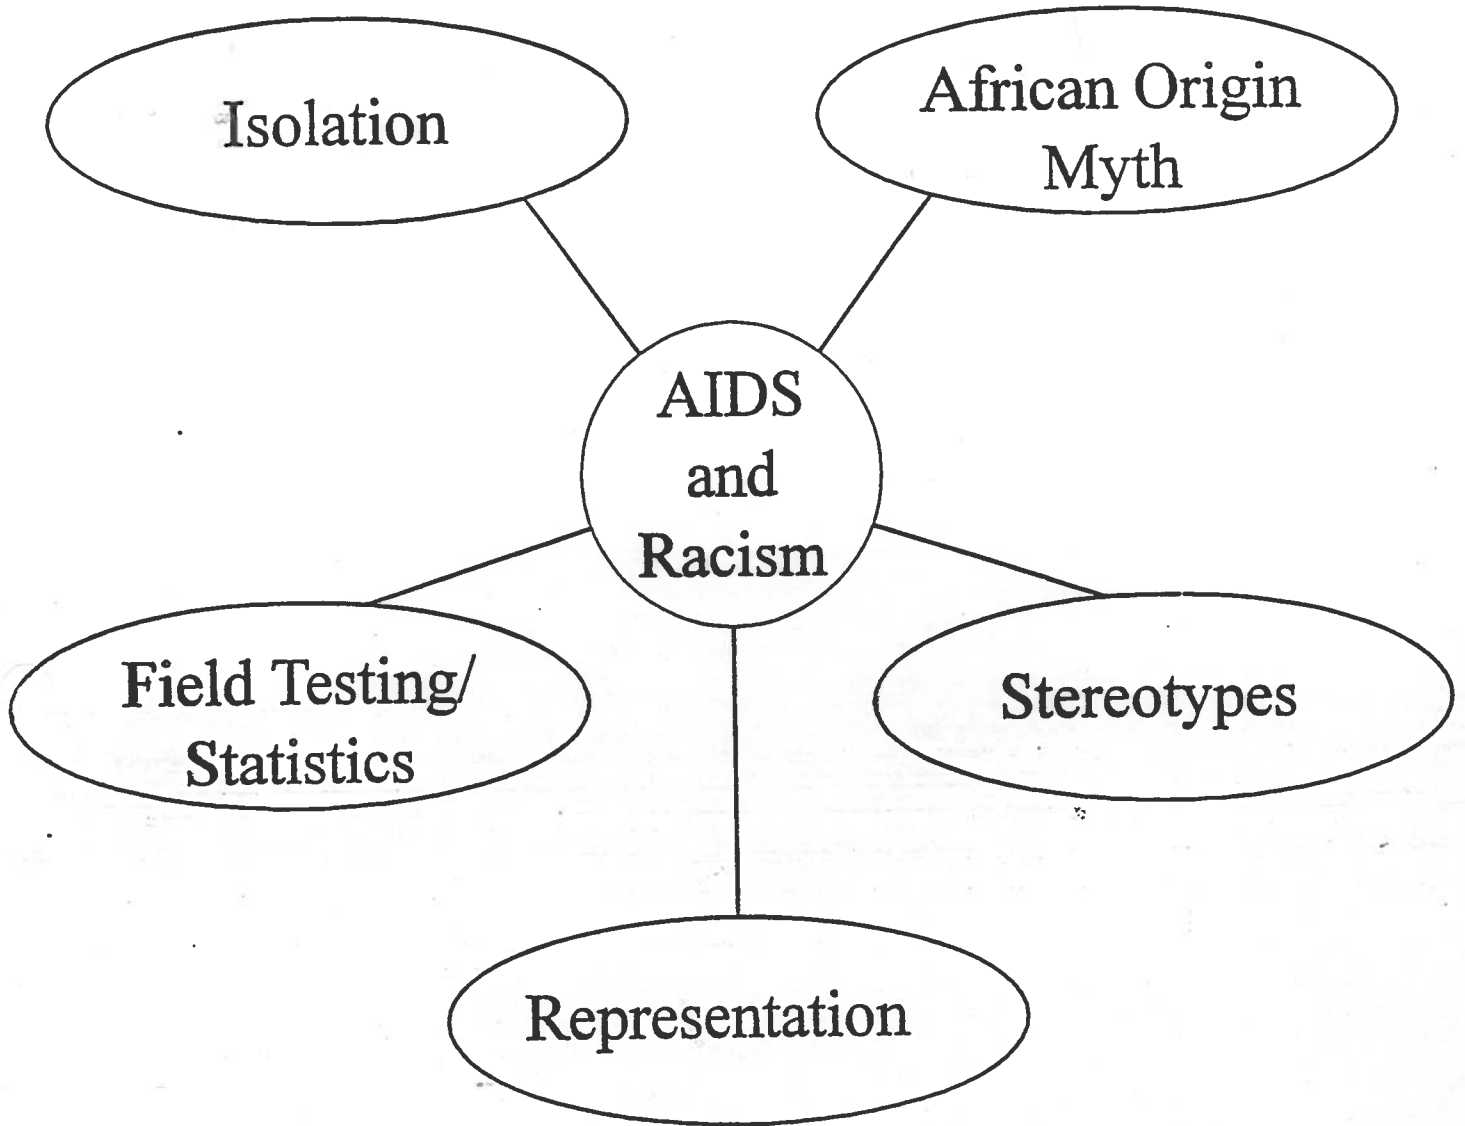 Isolation
African Origin
Myth
AIDS
and
Racism
Field Testing/
Statistics
Stereotypes
Representation